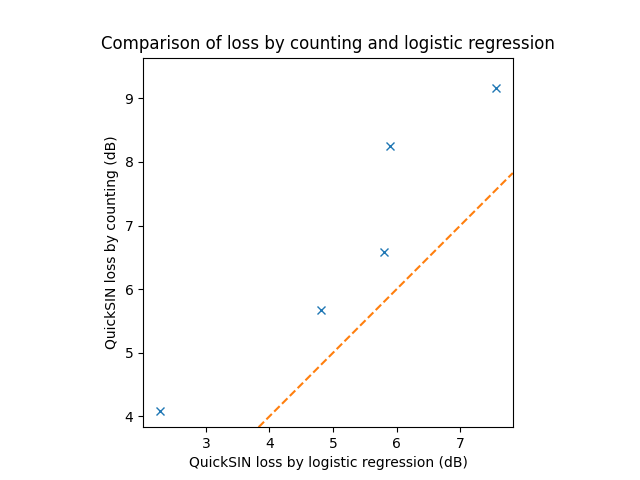 Comparison of loss by counting and logistic regression
QuickSIN loss by counting (dB)
9
8
7
6
5
4
3 4 5 6 7
QuickSIN loss by logistic regression (dB)